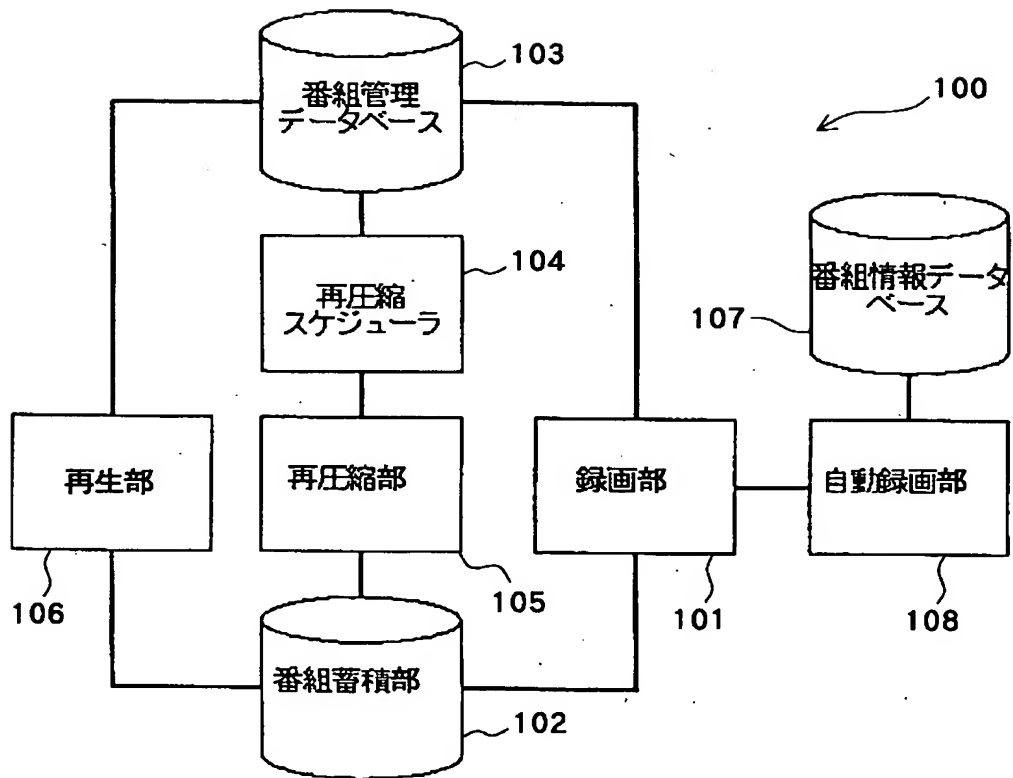 103
番組管理
データベース
100
104
再圧縮
スケジューラ
番組情報データ
ベース
107
再生部
再圧縮部
録画部
自動録画部
106
105
101
108
番組蓄積部
102